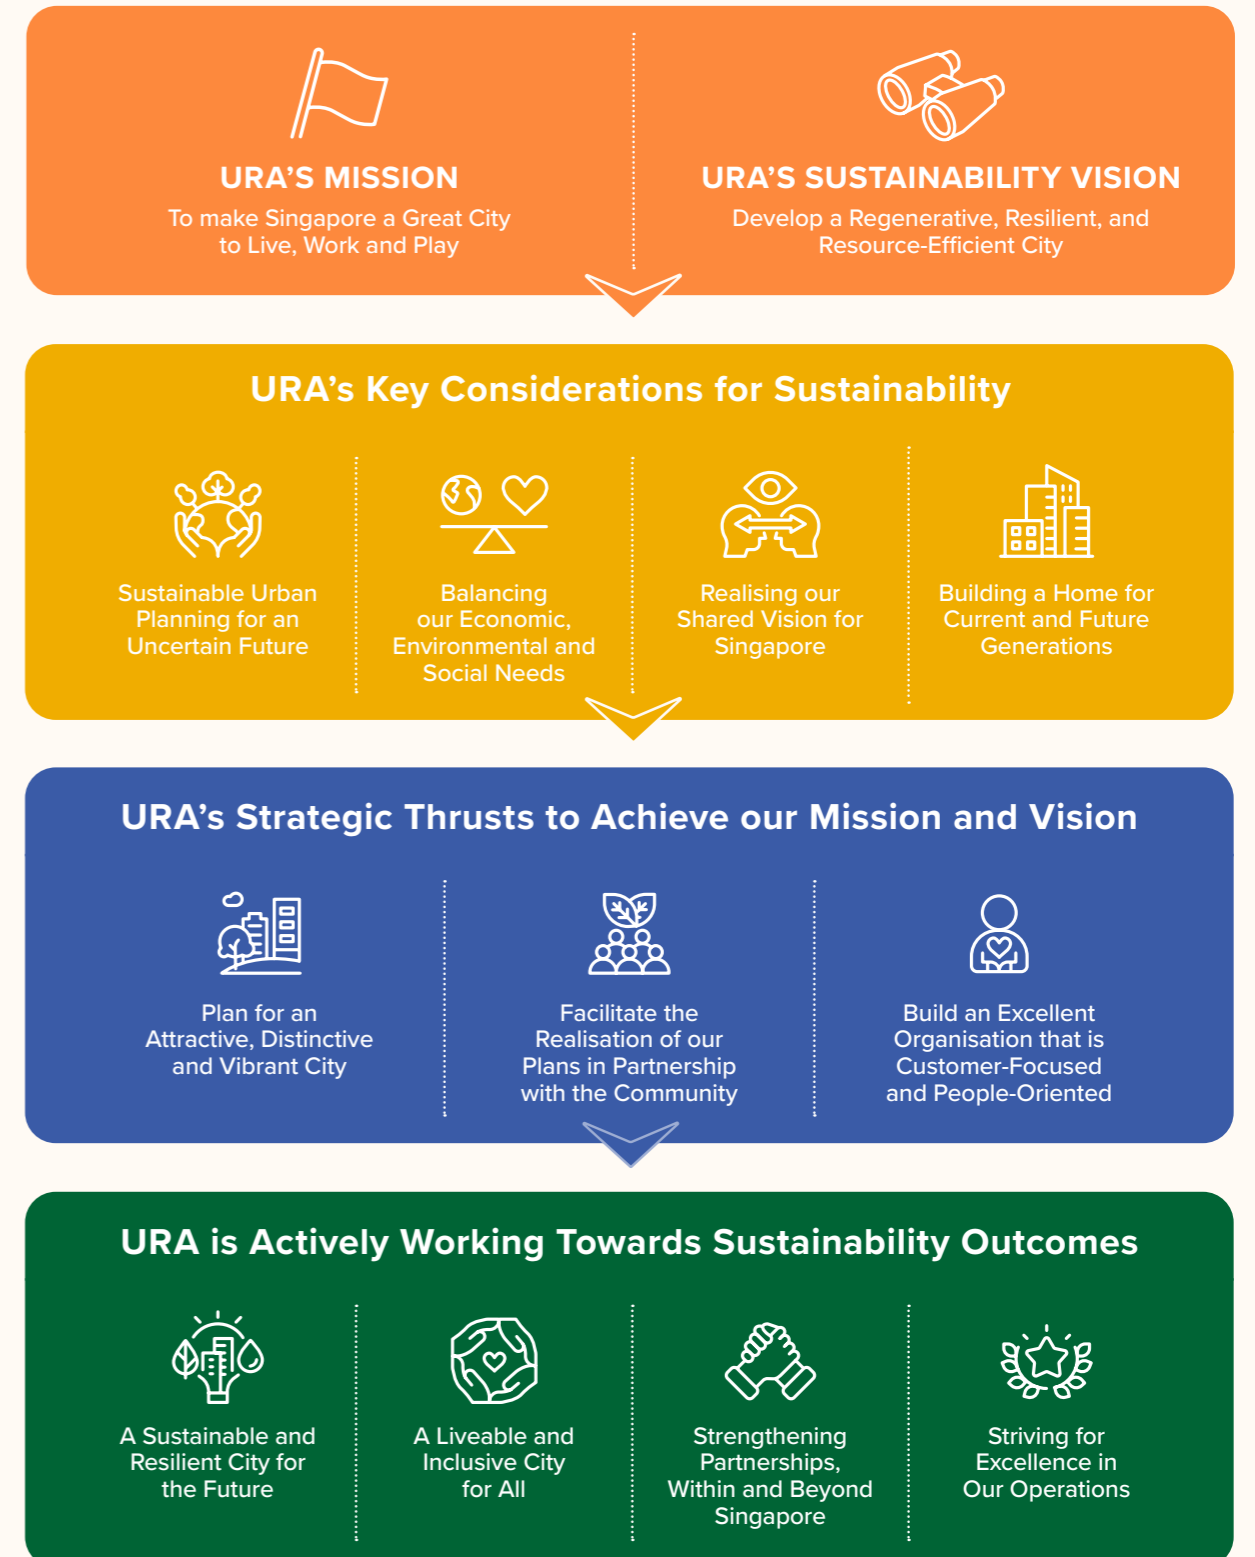 URA’S MISSION
To make Singapore a Great City
to Live, Work and Play
URA’S SUSTAINABILITY VISION
Develop a Regenerative, Resilient, and
Resource-Efficient City
URA’s Key Considerations for Sustainability
Sustainable Urban
Planning for an
Uncertain Future
Balancing
our Economic,
Environmental and
Social Needs
Realising our
Shared Vision for
Singapore
Building a Home for
Current and Future
Generations
URA’s Strategic Thrusts to Achieve our Mission and Vision
Plan for an
Attractive, Distinctive
and Vibrant City
Facilitate the
Realisation of our
Plans in Partnership
with the Community
Build an Excellent
Organisation that is
Customer-Focused
and People-Oriented
URA is Actively Working Towards Sustainability Outcomes
A Sustainable and
Resilient City for
the Future
A Liveable and
Inclusive City
for All
Strengthening
Partnerships,
Within and Beyond
Singapore
Striving for
Excellence in
Our Operations